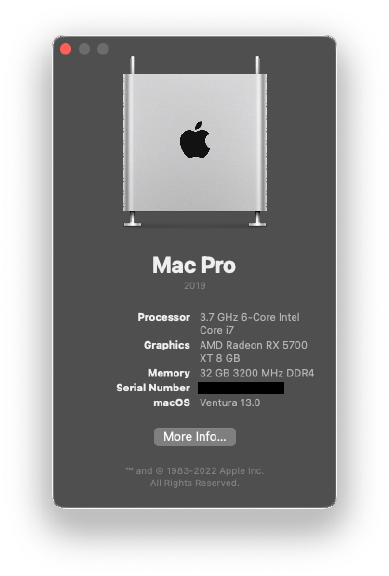 Mac Pro
2019
Processor 3.7 GHz 6-Core Intel
Core i7
Graphics AMD Radeon RX 5700
XT 8 GB
Memory 32 GB 3200 MHz DDR4
Serial Number
macOS Ventura 13.0
More Info...
™ and © 1983-2022 Apple Inc.
All Rights Reserved.